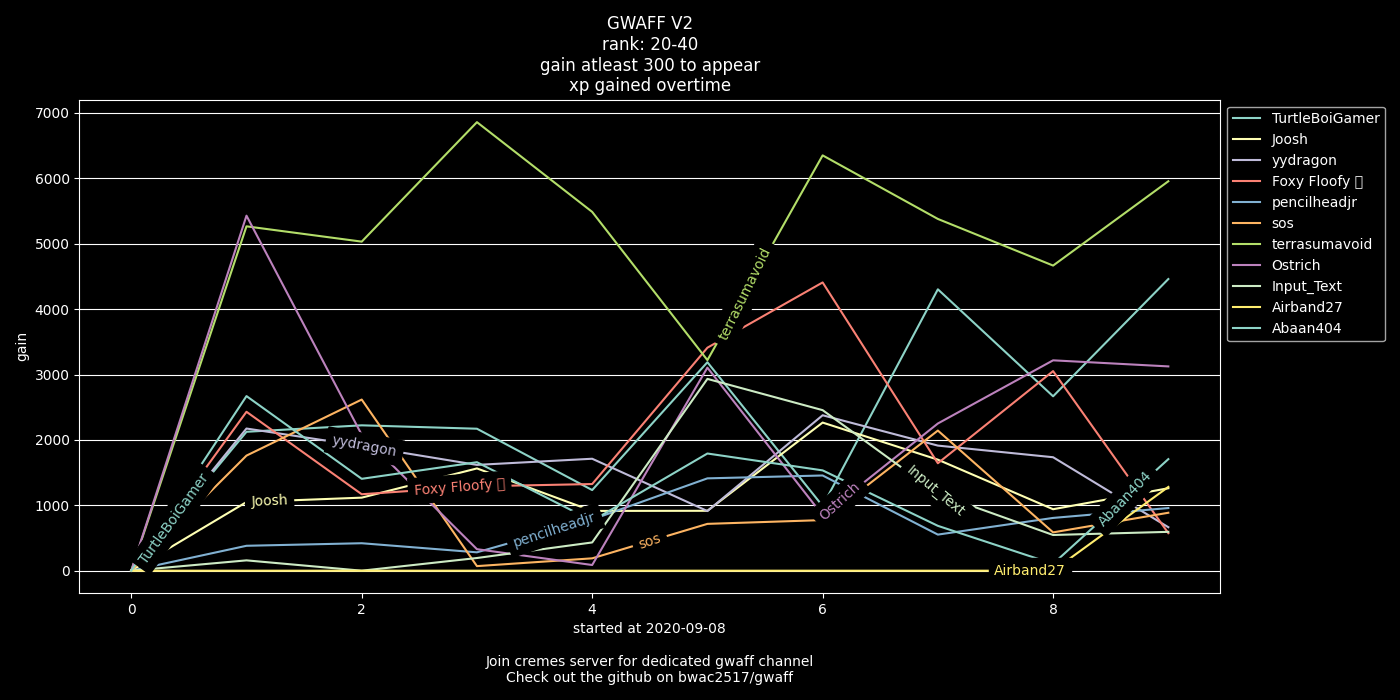 GWAFF V2
rank: 20-40
gain atleast 300 to appear
xp gained overtime
7000
6000
5000
4000
3000
2000
1000
0
gain
0
2
4
6
8
started at 2020-09-08
Join cremes server for dedicated gwaff channel
Check out the github on bwac2517/gwaff
TurtleBoiGamer
Joosh
yydragon
Foxy Floofy
pencilheadjr
sos
terrasumavoid
Ostrich
Input_Text
Airband27
Abaan404
TurtleBoiGamer
Joosh
yydragon
Foxy Floofy
pencilheadjr
sos
terrasumavoid
Ostrich
Input_Text
Airband27
Abaan404